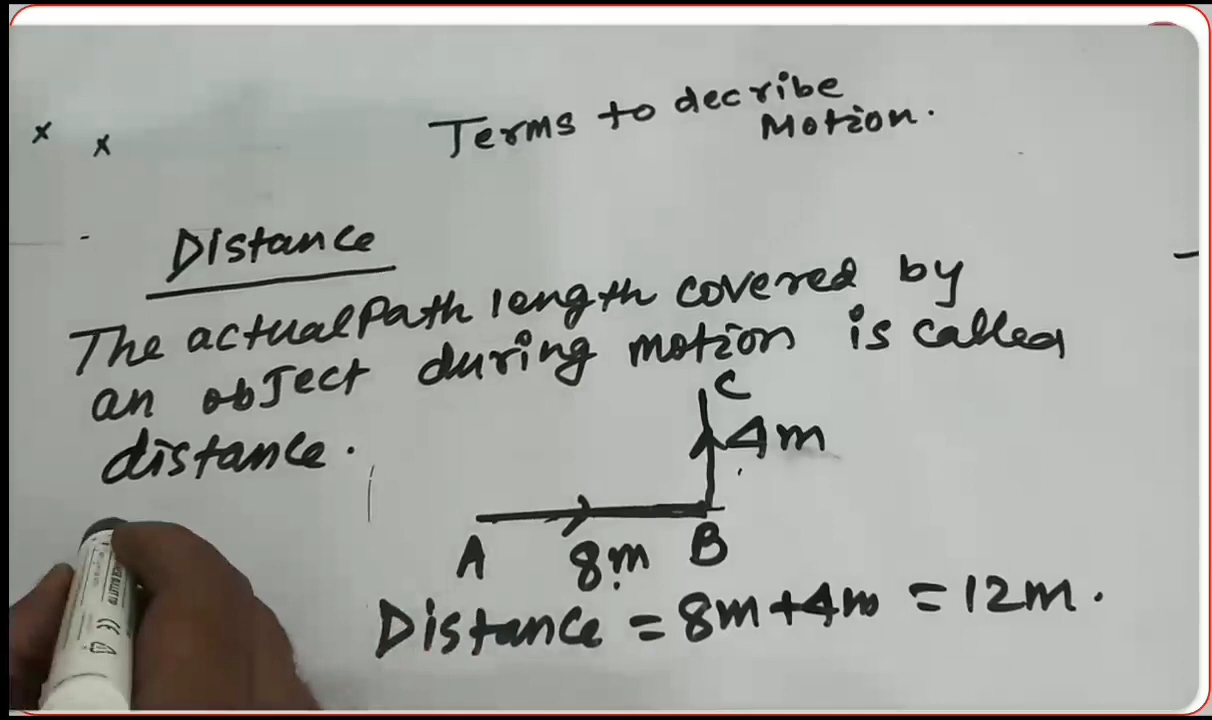 x x
Terms to decribe
Motion.
Distance
The actual Path length covered by
an obJect during motion is called
distance.
C
4m
A 8m B
Distance = 8m+4m = 12m.